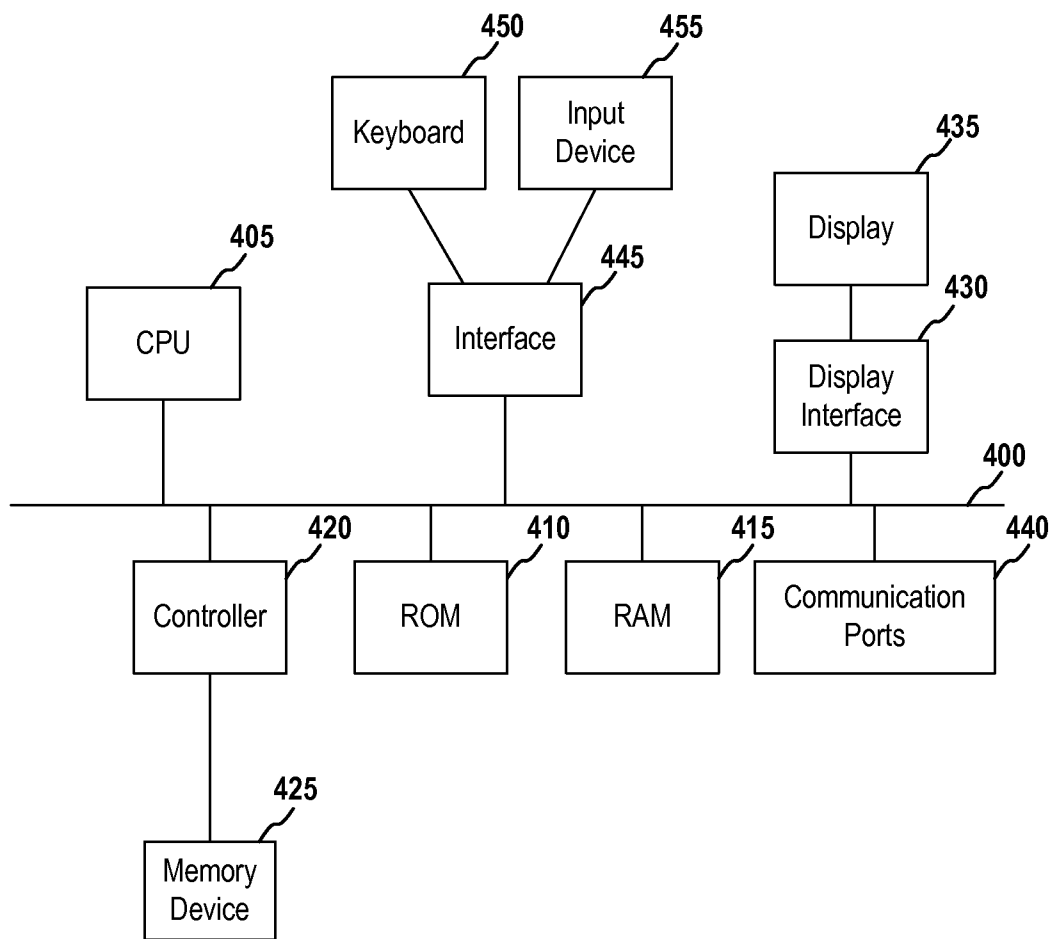 450
455
Keyboard
Input
Device
435
Display
405
445
430
CPU
Interface
Display
Interface
400
420
410
415
440
Controller
ROM
RAM
Communication
Ports
425
Memory
Device